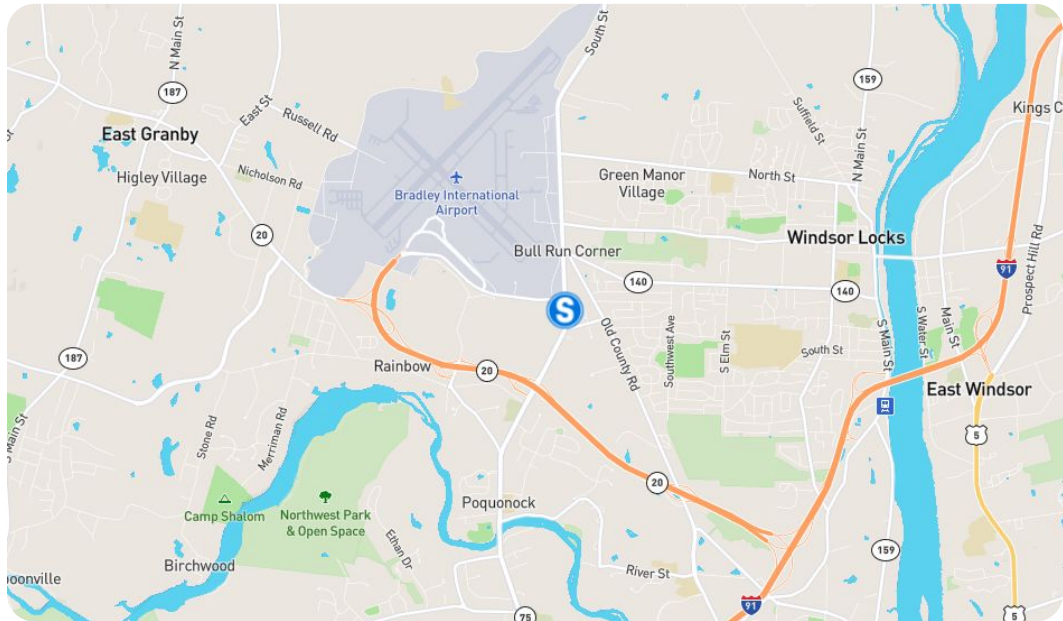 South St
N Main St
187
159
Kings C
East St
Russell Rd
Suffield St
N Main St
East Granby
Nicholson Rd
Higley Village
Bradley International
Airport
Green Manor
Village
North St
20
Bull Run Corner
Windsor Locks
91
Prospect Hill Rd
140
140
S
Old County Rd
Southwest Ave
S Elm St
South St
S Main St
S Water St
Main St
187
Rainbow
20
East Windsor
S Main St
Stone Rd
Merriman Rd
5
5
20
Poquonock
Camp Shalom
Northwest Park
& Open Space
Ethan Dr
159
Birchwood
River St
oonville
75
91